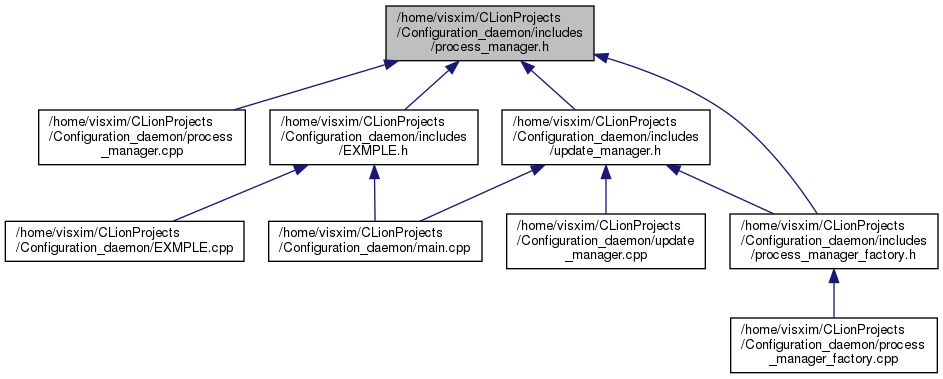 /home/visxim/CLionProjects
/Configuration_daemon/includes
/process_manager.h
/home/visxim/CLionProjects
/Configuration_daemon/process
_manager.cpp
/home/visxim/CLionProjects
/Configuration_daemon/includes
/EXMPLE.h
/home/visxim/CLionProjects
/Configuration_daemon/includes
/update_manager.h
/home/visxim/CLionProjects
/Configuration_daemon/EXMPLE.cpp
/home/visxim/CLionProjects
/Configuration_daemon/main.cpp
/home/visxim/CLionProjects
/Configuration_daemon/update
_manager.cpp
/home/visxim/CLionProjects
/Configuration_daemon/includes
/process_manager_factory.h
/home/visxim/CLionProjects
/Configuration_daemon/process
_manager_factory.cpp